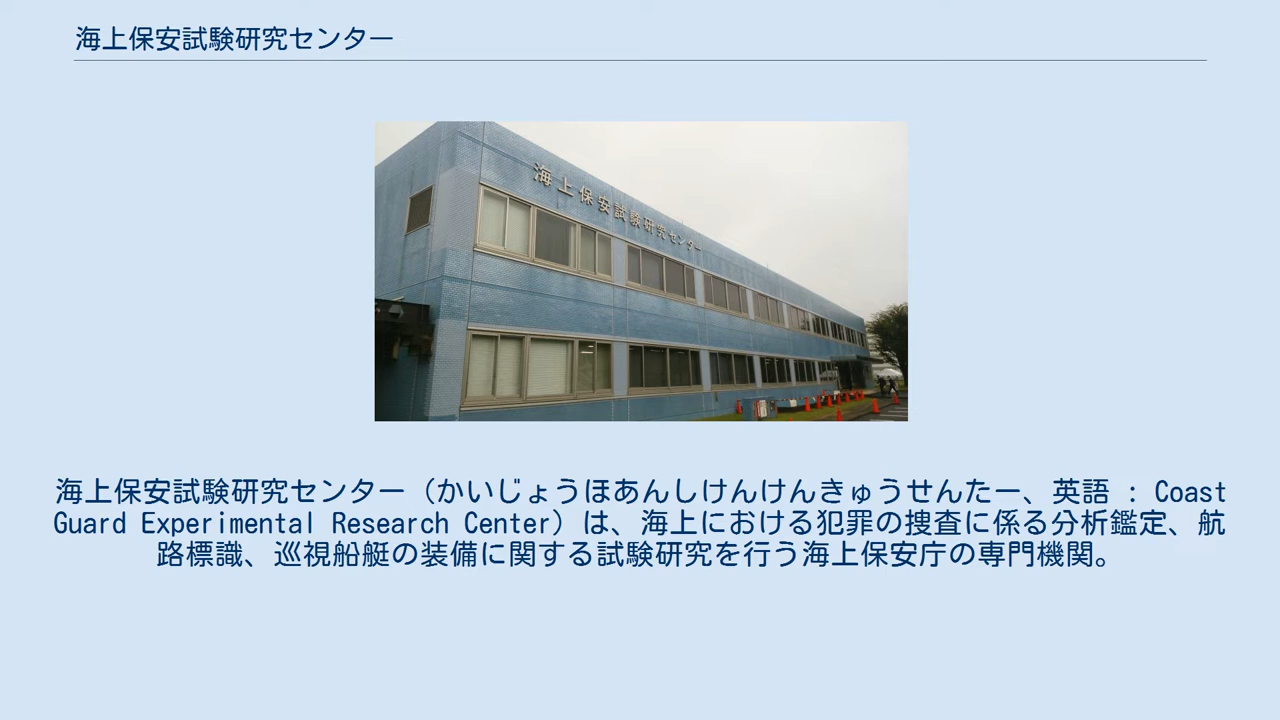 海上保安試験研究センター
海上保安試験研究センター
海上保安試験研究センター（かいじょうほあんしけんけんきゅうせんたー、英語 : Coast
Guard Experimental Research Center）は、海上における犯罪の捜査に係る分析鑑定、航
路標識、巡視船艇の装備に関する試験研究を行う海上保安庁の専門機関。